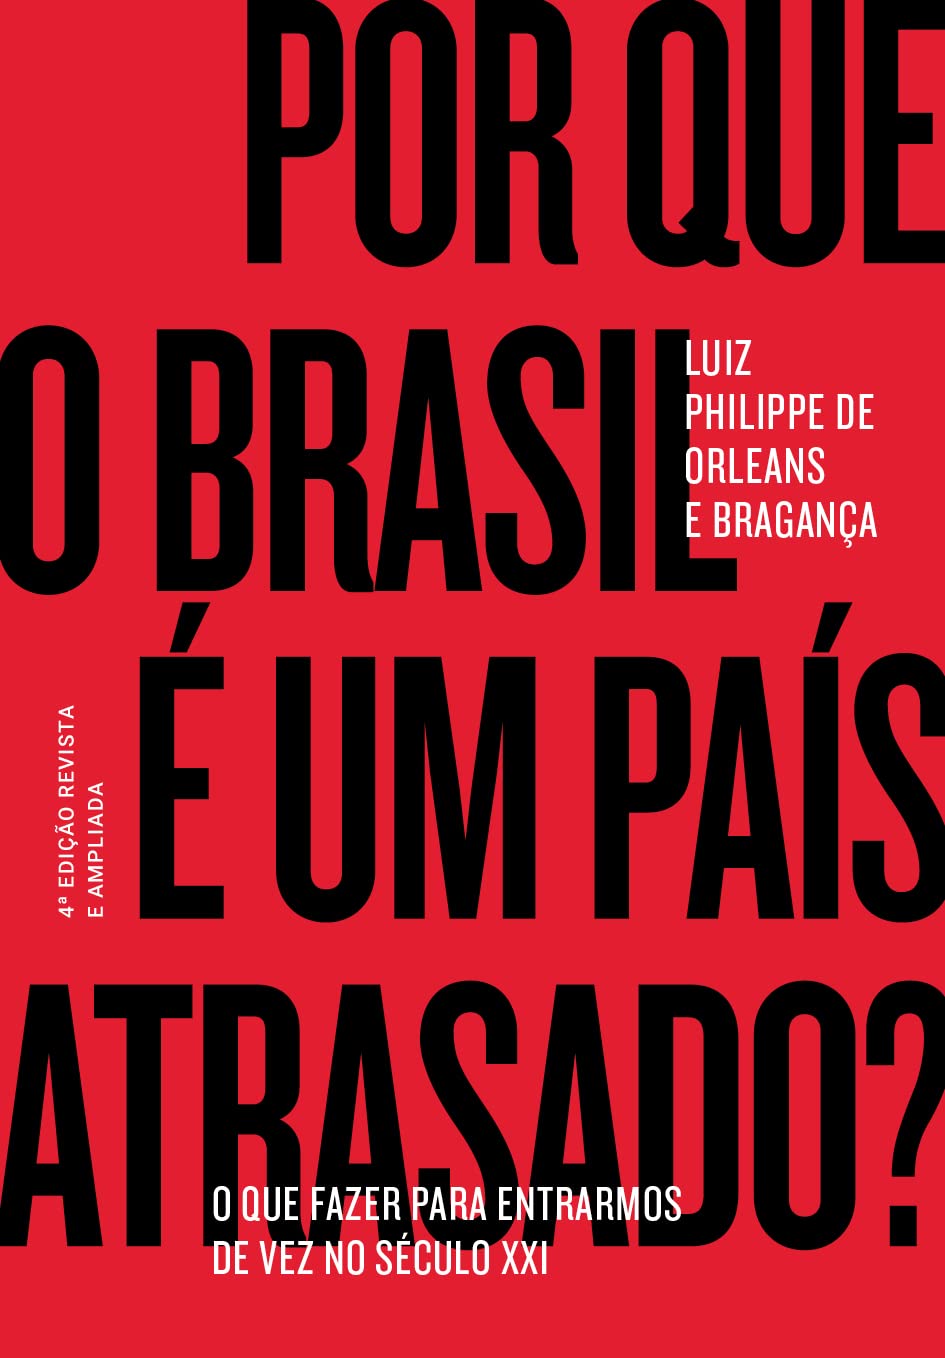 POR QUE
O BRASIL
LUIZ
PHILIPPE DE
ORLEANS
E BRAGANÇA
É UM PAÍS
4ª EDIÇÃO REVISTA
E AMPLIADA
ATRASADO?
O QUE FAZER PARA ENTRARMOS
DE VEZ NO SÉCULO XXI